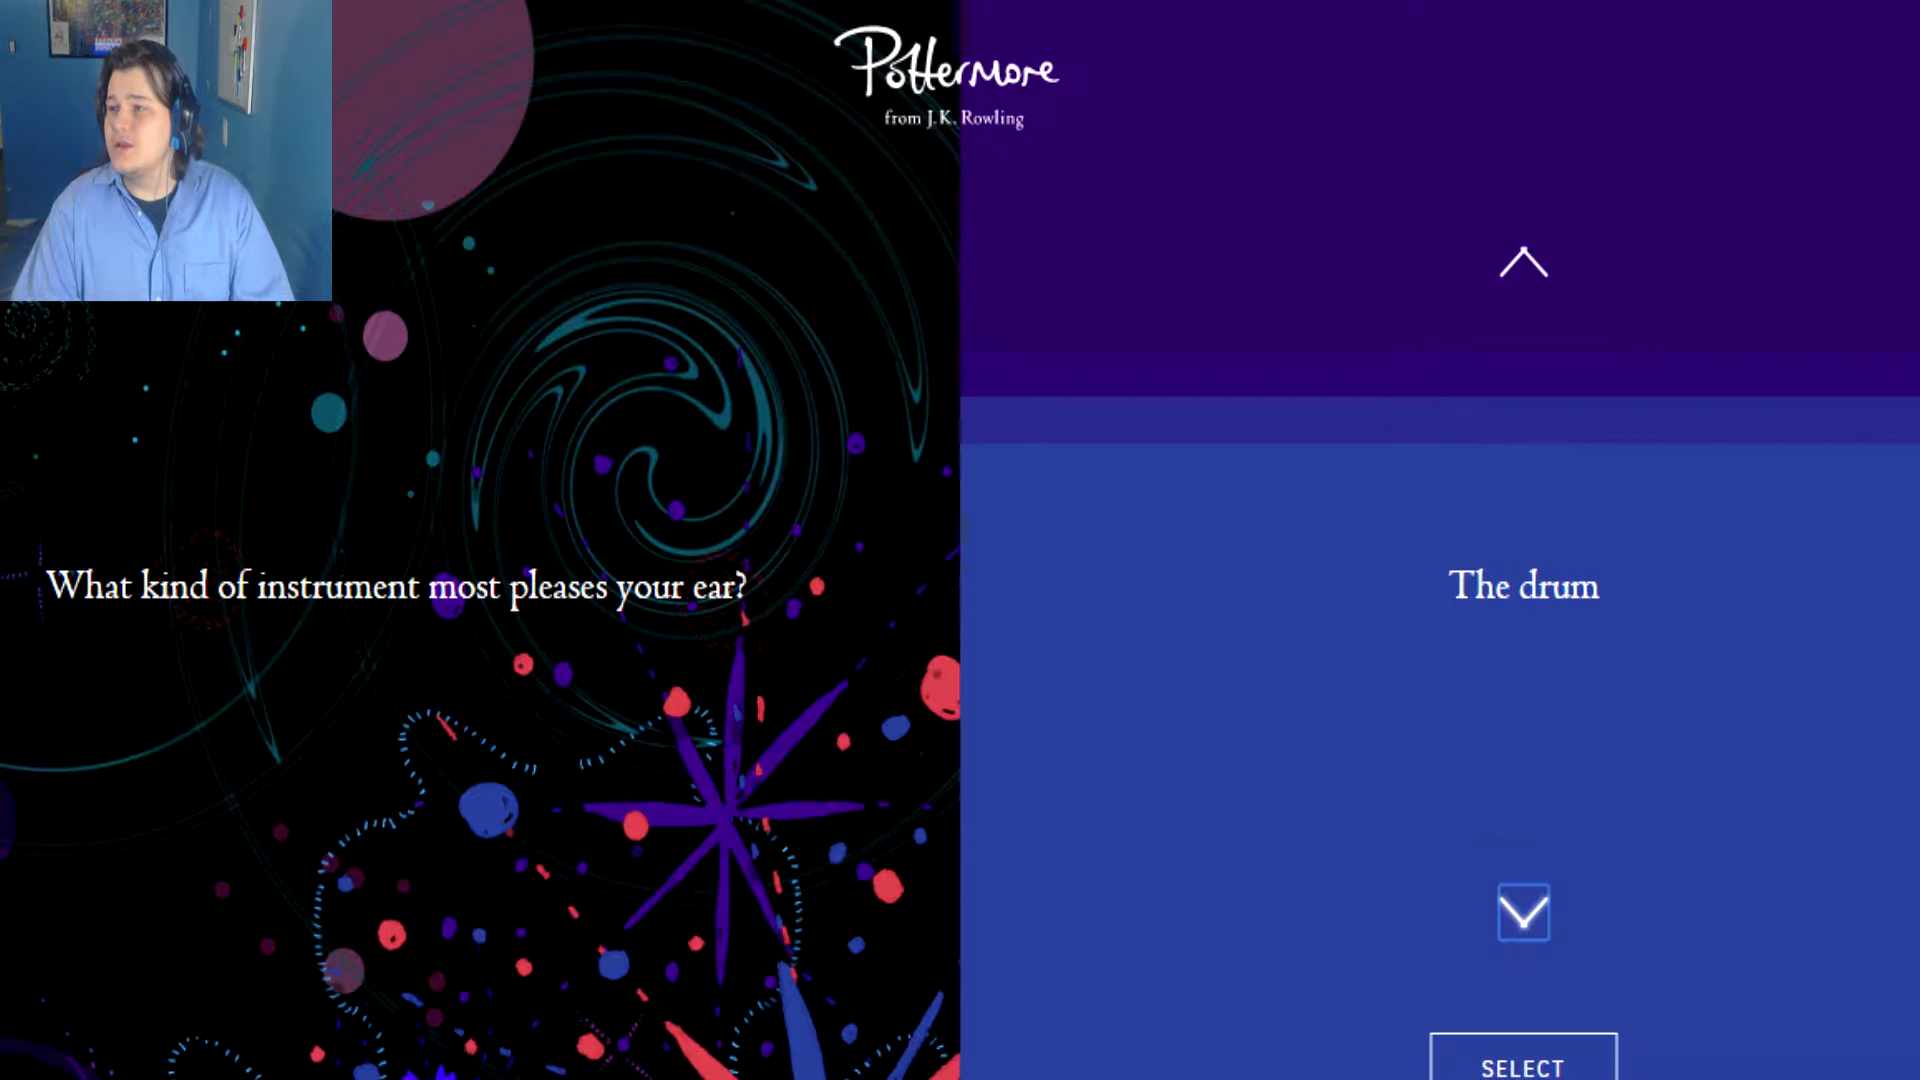 Pottermore
from J.K. Rowling
What kind of instrument most pleases your ear?
The drum
SELECT